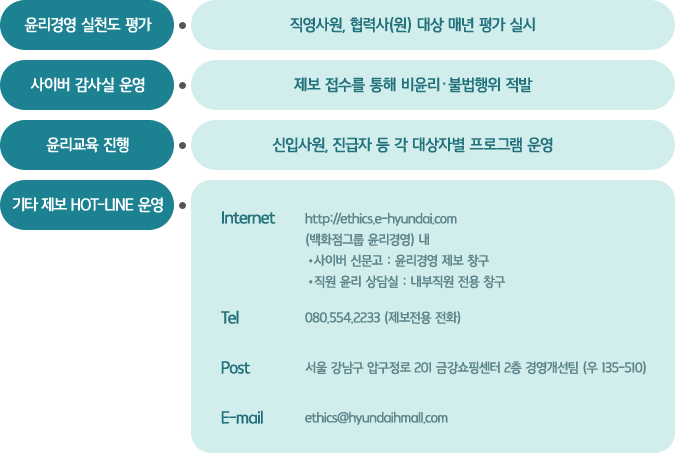 윤리경영 실천도 평가
직영사원, 협력사(원) 대상 매년 평가 실시
사이버 감사실 운영
제보 접수를 통해 비윤리·불법행위 적발
윤리교육 진행
신입사원, 진급자 등 각 대상자별 프로그램 운영
기타 제보 HOT-LINE 운영
Internet
http://ethics.e-hyundai.com
(백화점그룹 윤리경영) 내
•사이버 신문고 : 윤리경영 제보 창구
•직원 윤리 상담실 : 내부직원 전용 창구
Tel
080.554.2233 (제보전용 전화)
Post
서울 강남구 압구정로 201 금강쇼핑센터 2층 경영개선팀 (우 135-510)
E-mail
ethics@hyundaihmall.com